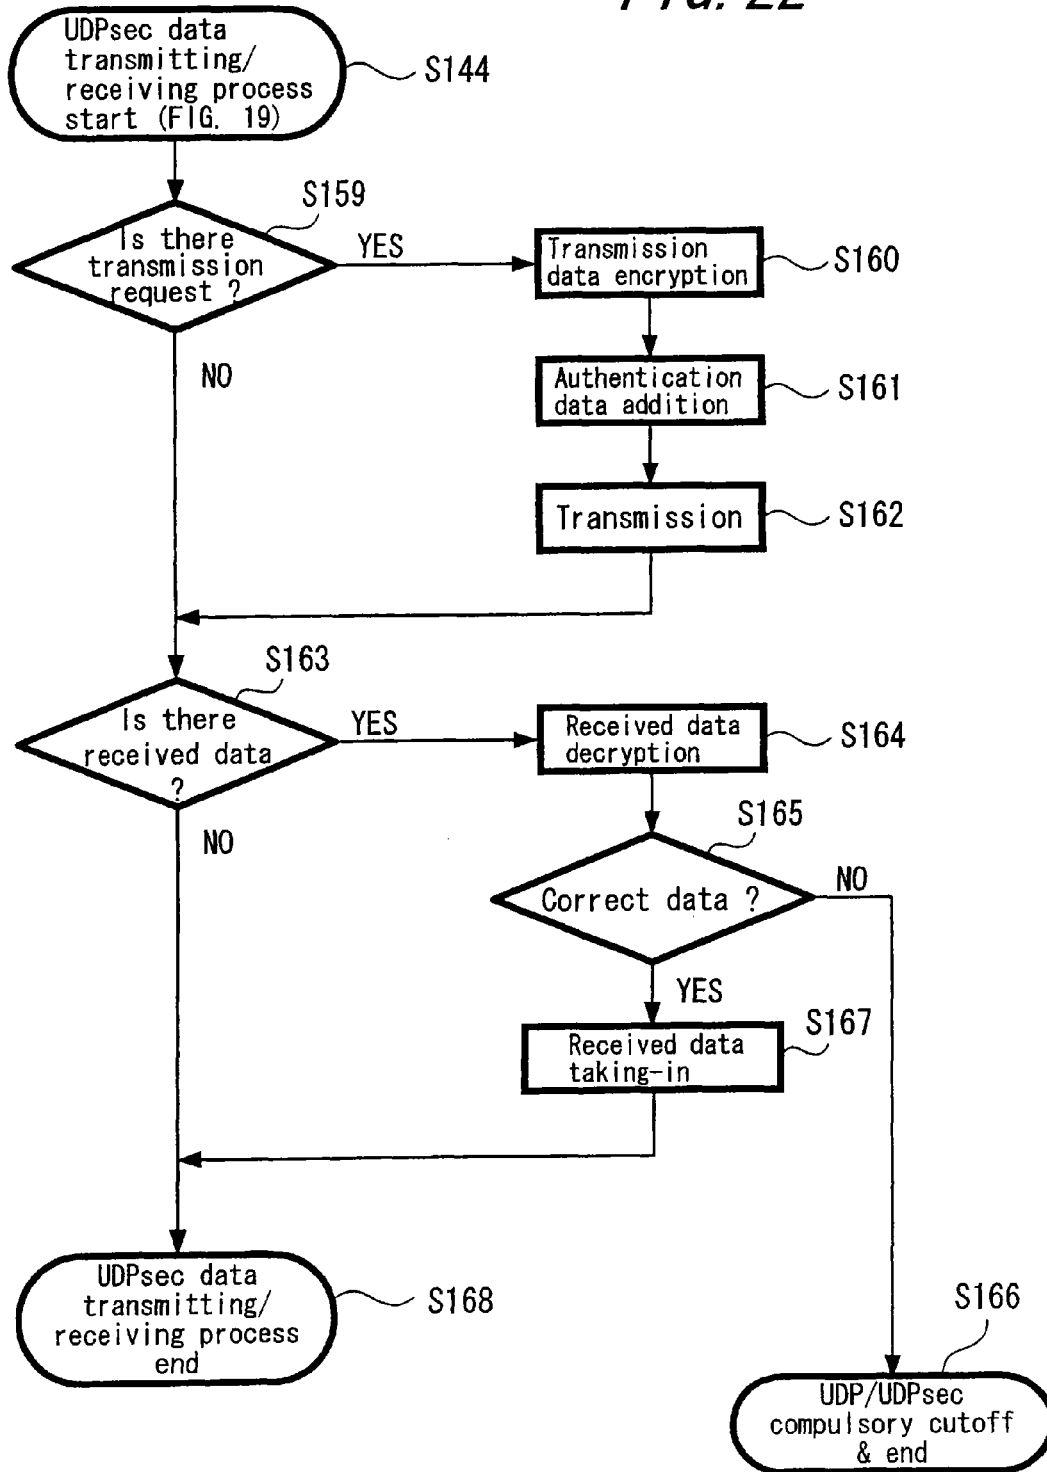 FIG. 22
UDPsec data
transmitting/
receiving process
start (FIG. 19)
S144
S159
Is there
transmission
request ?
YES
NO
Transmission
data encryption
S160
Authentication
data addition
S161
Transmission
S162
S163
Is there
received data
?
YES
NO
Received data
decryption
S164
S165
Correct data ?
NO
YES
S167
Received data
taking-in
UDPsec data
transmitting/
receiving process
end
S168
S166
UDP/UDPsec
compulsory cutoff
& end